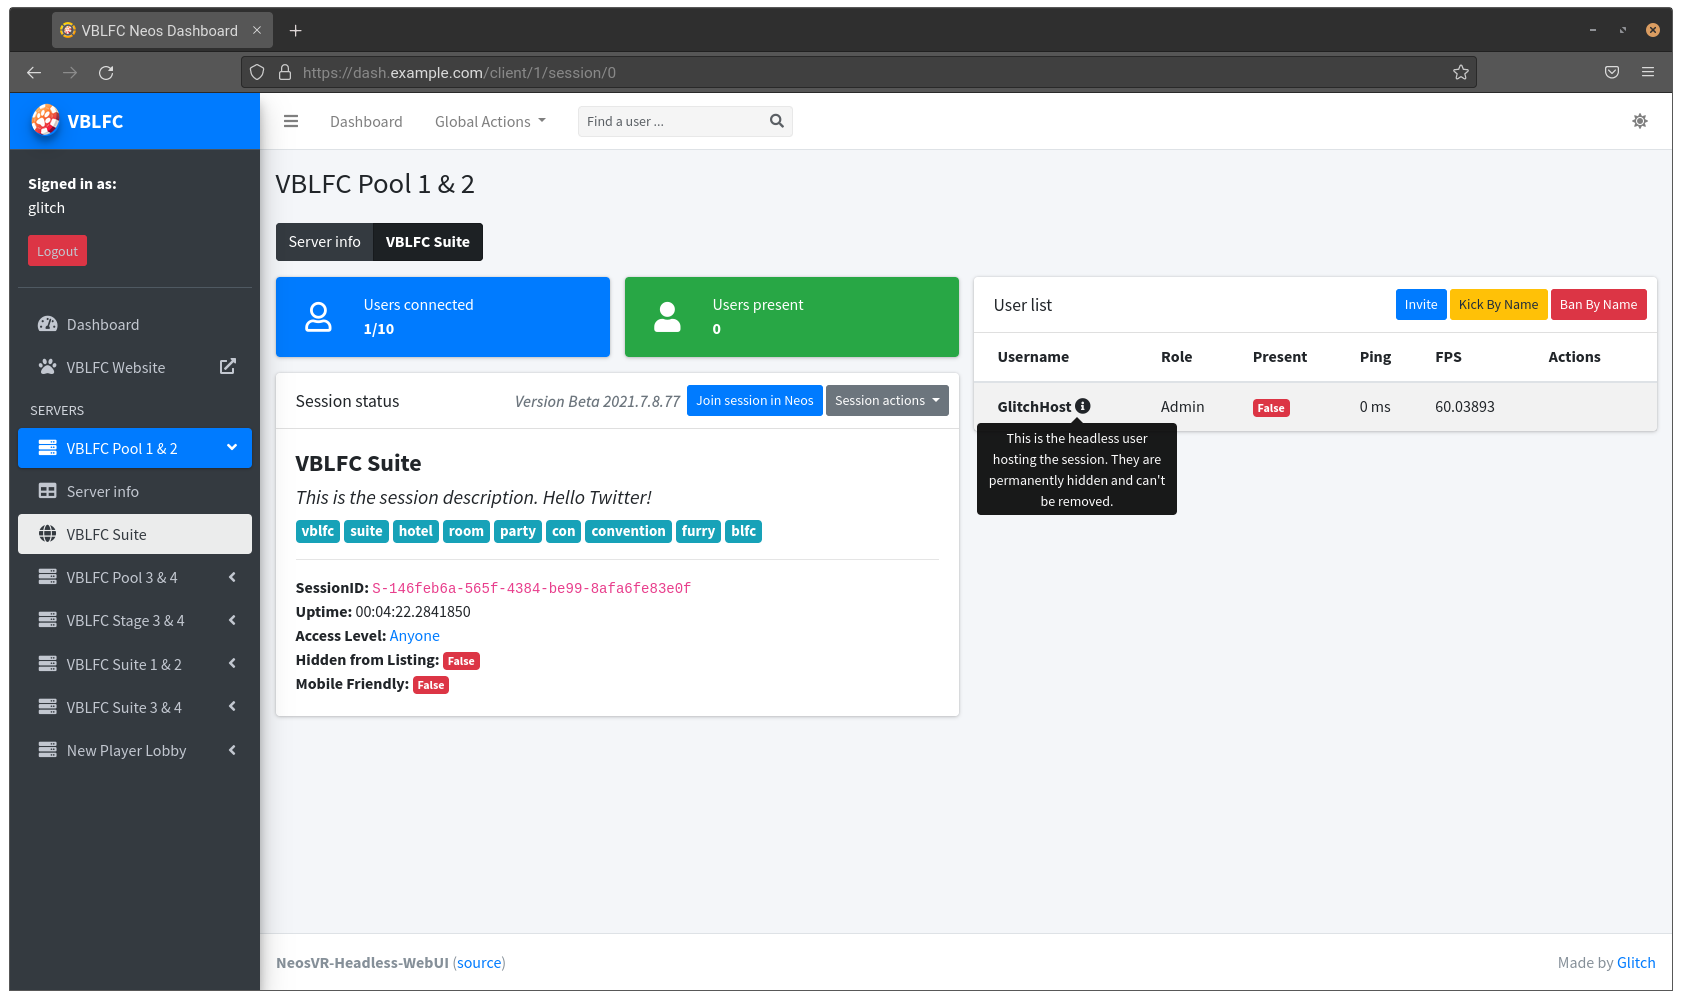 VBLFC Neos Dashboard
https://dash.example.com/client/1/session/0
VBLFC
Dashboard
Global Actions
Find a user ...
Signed in as:
glitch
Logout
Dashboard
VBLFC Website
SERVERS
VBLFC Pool 1 & 2
Server info
VBLFC Suite
VBLFC Pool 3 & 4
VBLFC Stage 3 & 4
VBLFC Suite 1 & 2
VBLFC Suite 3 & 4
New Player Lobby
VBLFC Pool 1 & 2
Server info VBLFC Suite
Users connected
1/10
Users present
0
Session status Version Beta 2021.7.8.77 Join session in Neos Session actions
VBLFC Suite
This is the session description. Hello Twitter!
vblfc suite hotel room party con convention furry blfc
SessionID: S-146feb6a-565f-4384-be99-8afa6fe83e0f
Uptime: 00:04:22.2841850
Access Level: Anyone
Hidden from Listing: False
Mobile Friendly: False
User list Invite Kick By Name Ban By Name
Username Role Present Ping FPS Actions
GlitchHost Admin False 0 ms 60.03893
This is the headless user
hosting the session. They are
permanently hidden and can't
be removed.
NeosVR-Headless-WebUI (source)
Made by Glitch